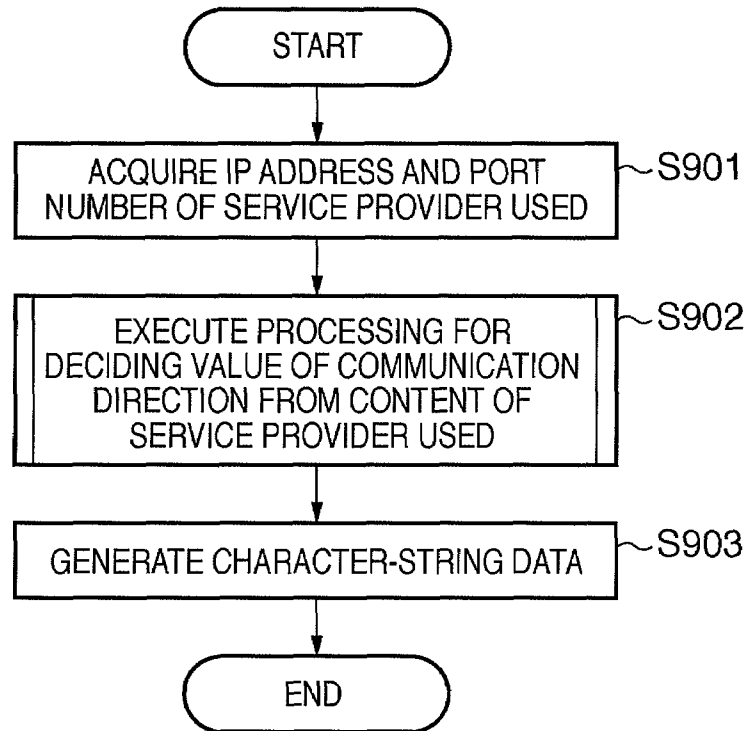 START
ACQUIRE IP ADDRESS AND PORT
NUMBER OF SERVICE PROVIDER USED
S901
EXECUTE PROCESSING FOR
DECIDING VALUE OF COMMUNICATION
DIRECTION FROM CONTENT OF
SERVICE PROVIDER USED
S902
GENERATE CHARACTER-STRING DATA
S903
END